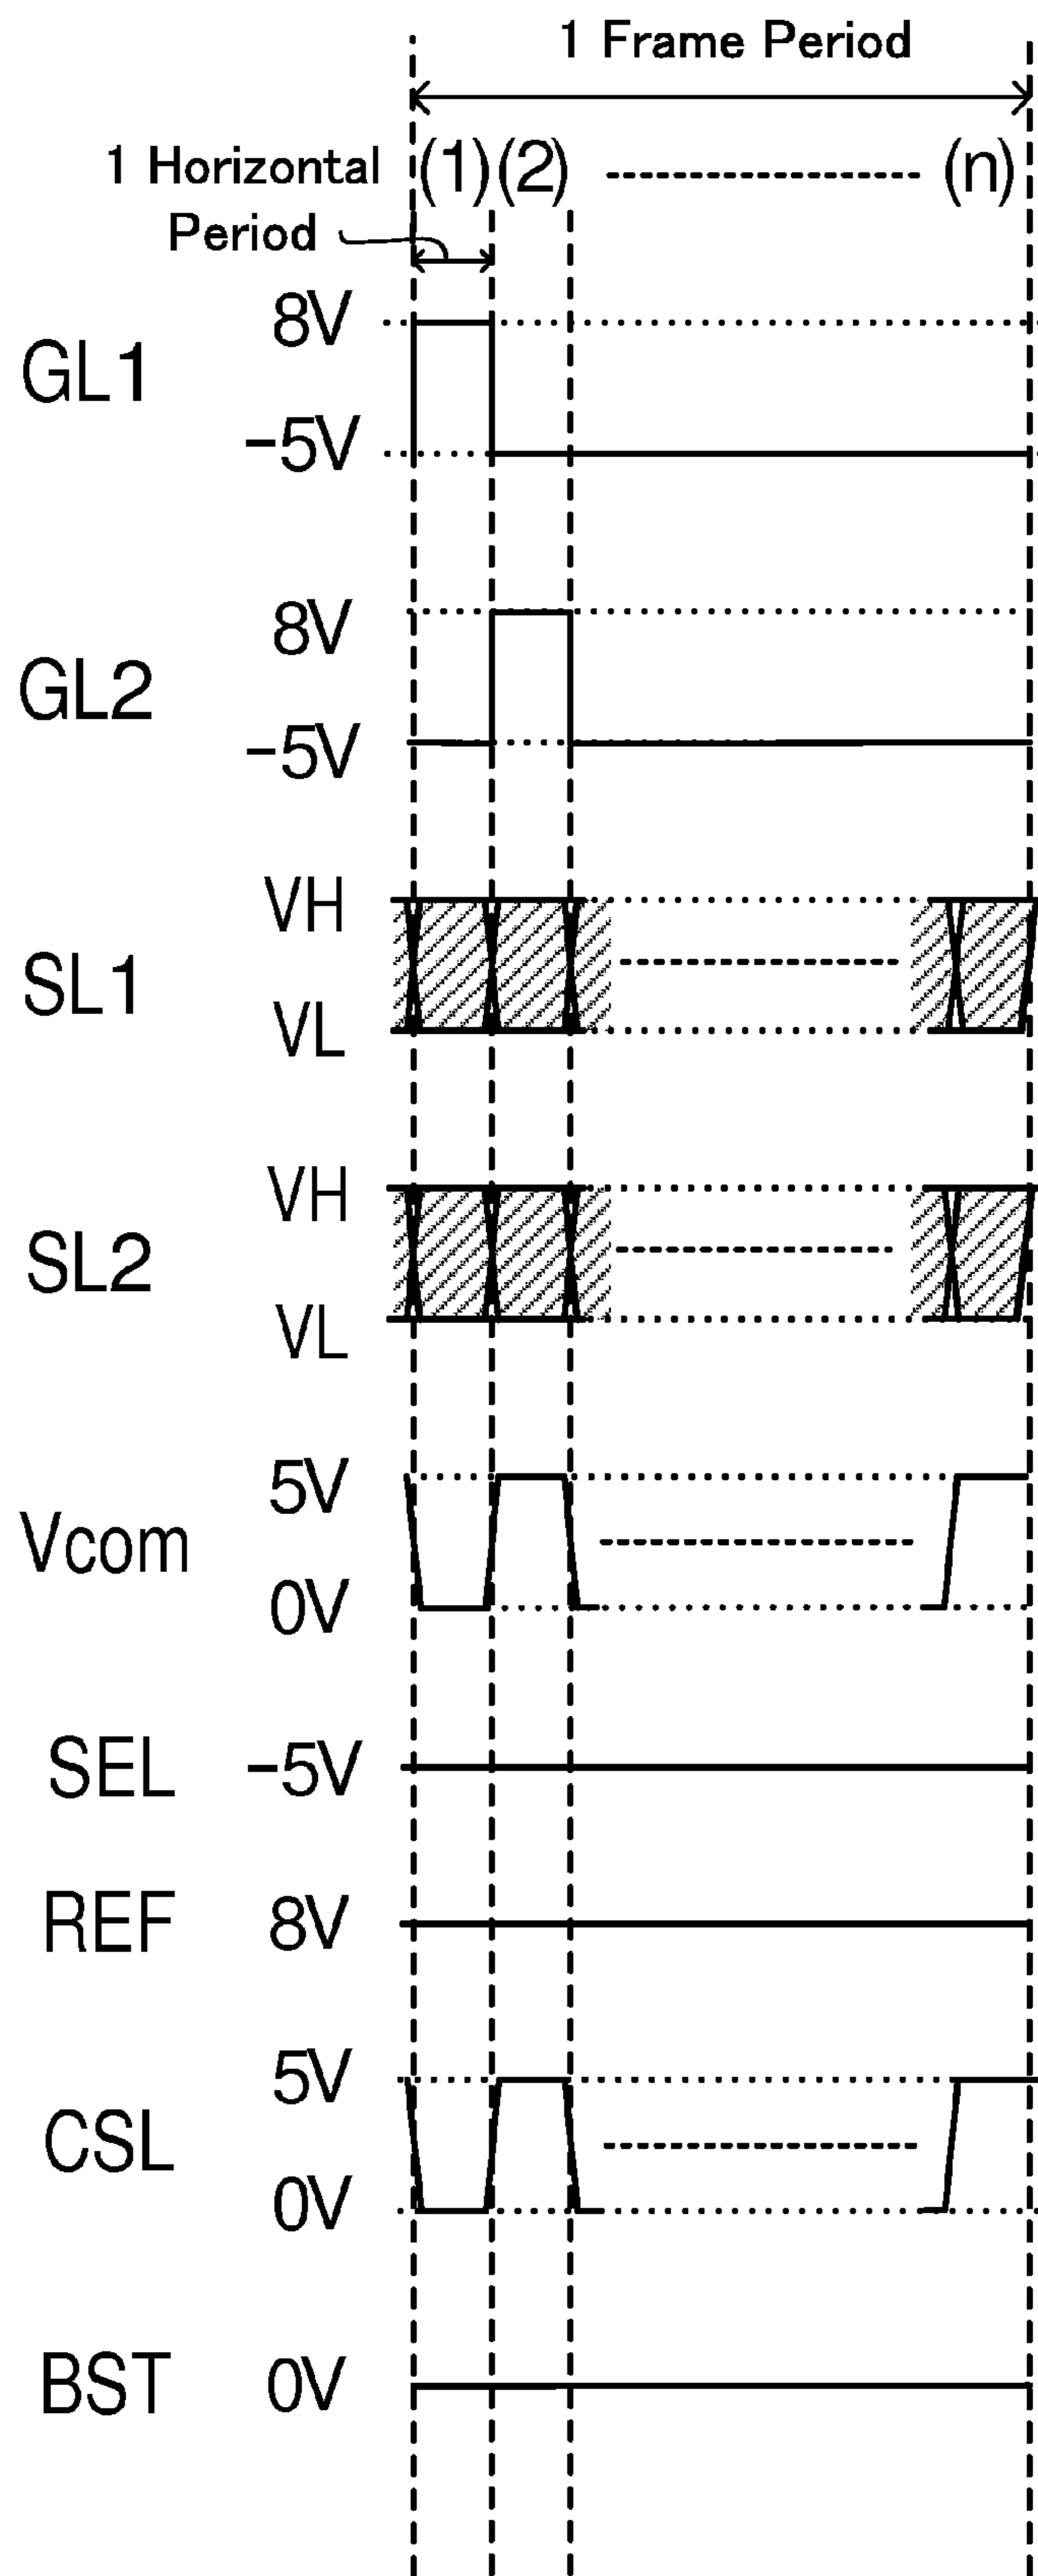 1 Frame Period
1 Horizontal (1) (2) (n)
Period
8V
GL1
-5V
8V
GL2
-5V
VH
SL1
VL
VH
SL2
VL
5V
Vcom
0V
SEL -5V
REF 8V
5V
CSL
0V
BST 0V